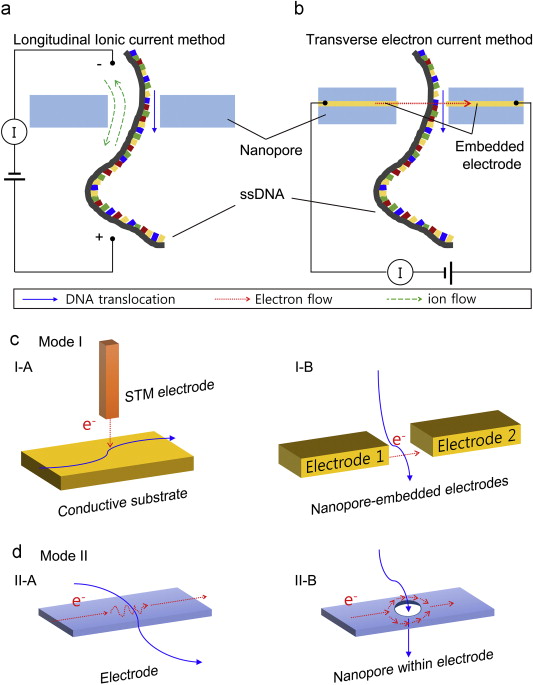 a
b
Longitudinal Ionic current method
Transverse electron current method
-
I
Nanopore
Embedded
electrode
ssDNA
+
I
DNA translocation
Electron flow
ion flow
c
Mode I
I-A
I-B
STM electrode
e-
e-
Electrode 1
Electrode 2
Conductive substrate
Nanopore-embedded electrodes
d
Mode II
II-A
II-B
e-
e-
Electrode
Nanopore within electrode